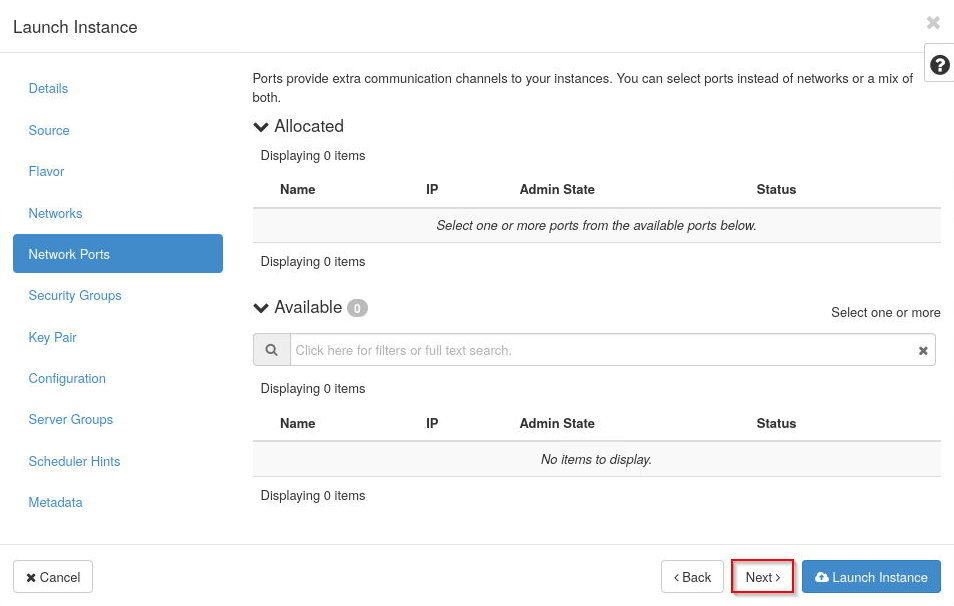 Launch Instance
Details
Source
Flavor
Networks
Network Ports
Security Groups
Key Pair
Configuration
Server Groups
Scheduler Hints
Metadata
Ports provide extra communication channels to your instances. You can select ports instead of networks or a mix of
both.
Allocated
Displaying 0 items
Name IP Admin State Status
Select one or more ports from the available ports below.
Displaying 0 items
Available 0
Select one or more
Click here for filters or full text search.
Displaying 0 items
Name IP Admin State Status
No items to display.
Displaying 0 items
Cancel
Back
Next
Launch Instance